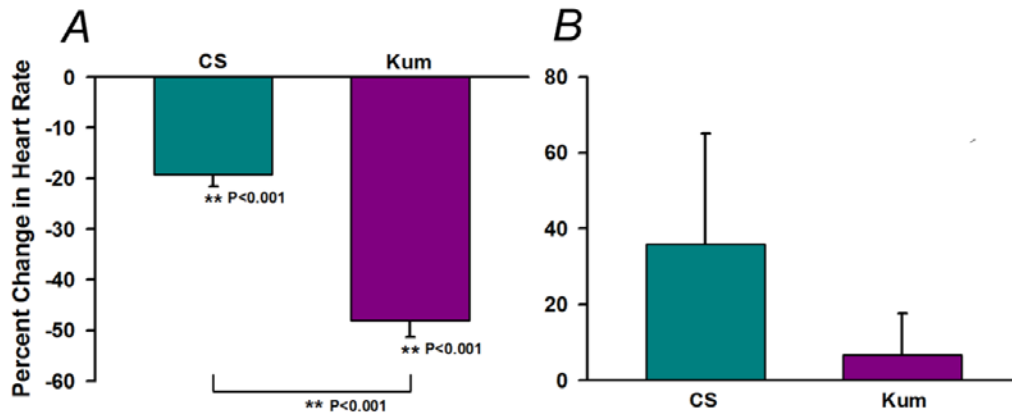 A
B
CS
Kum
Percent Change in Heart Rate
0
-10
-20
-30
-40
-50
-60
** P<0.001
** P<0.001
** P<0.001
80
60
40
20
0
CS
Kum